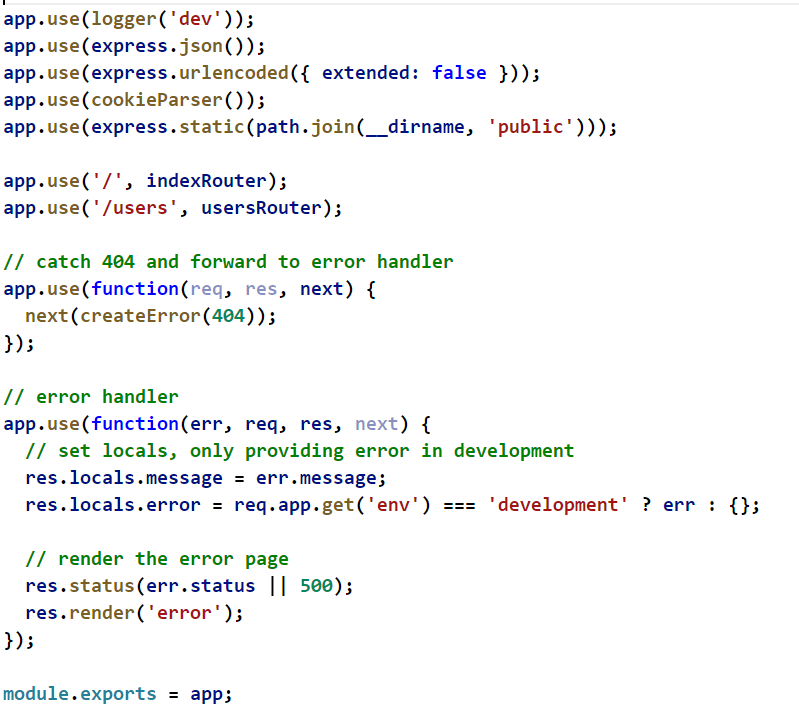 app.use(logger('dev'));
app.use(express.json());
app.use(express.urlencoded({ extended: false }));
app.use(cookieParser());
app.use(express.static(path.join(__dirname, 'public')));
app.use('/', indexRouter);
app.use('/users', usersRouter);
// catch 404 and forward to error handler
app.use(function(req, res, next) {
  next(createError(404));
});
// error handler
app.use(function(err, req, res, next) {
  // set locals, only providing error in development
  res.locals.message = err.message;
  res.locals.error = req.app.get('env') === 'development' ? err : {};
  // render the error page
  res.status(err.status || 500);
  res.render('error');
});
module.exports = app;